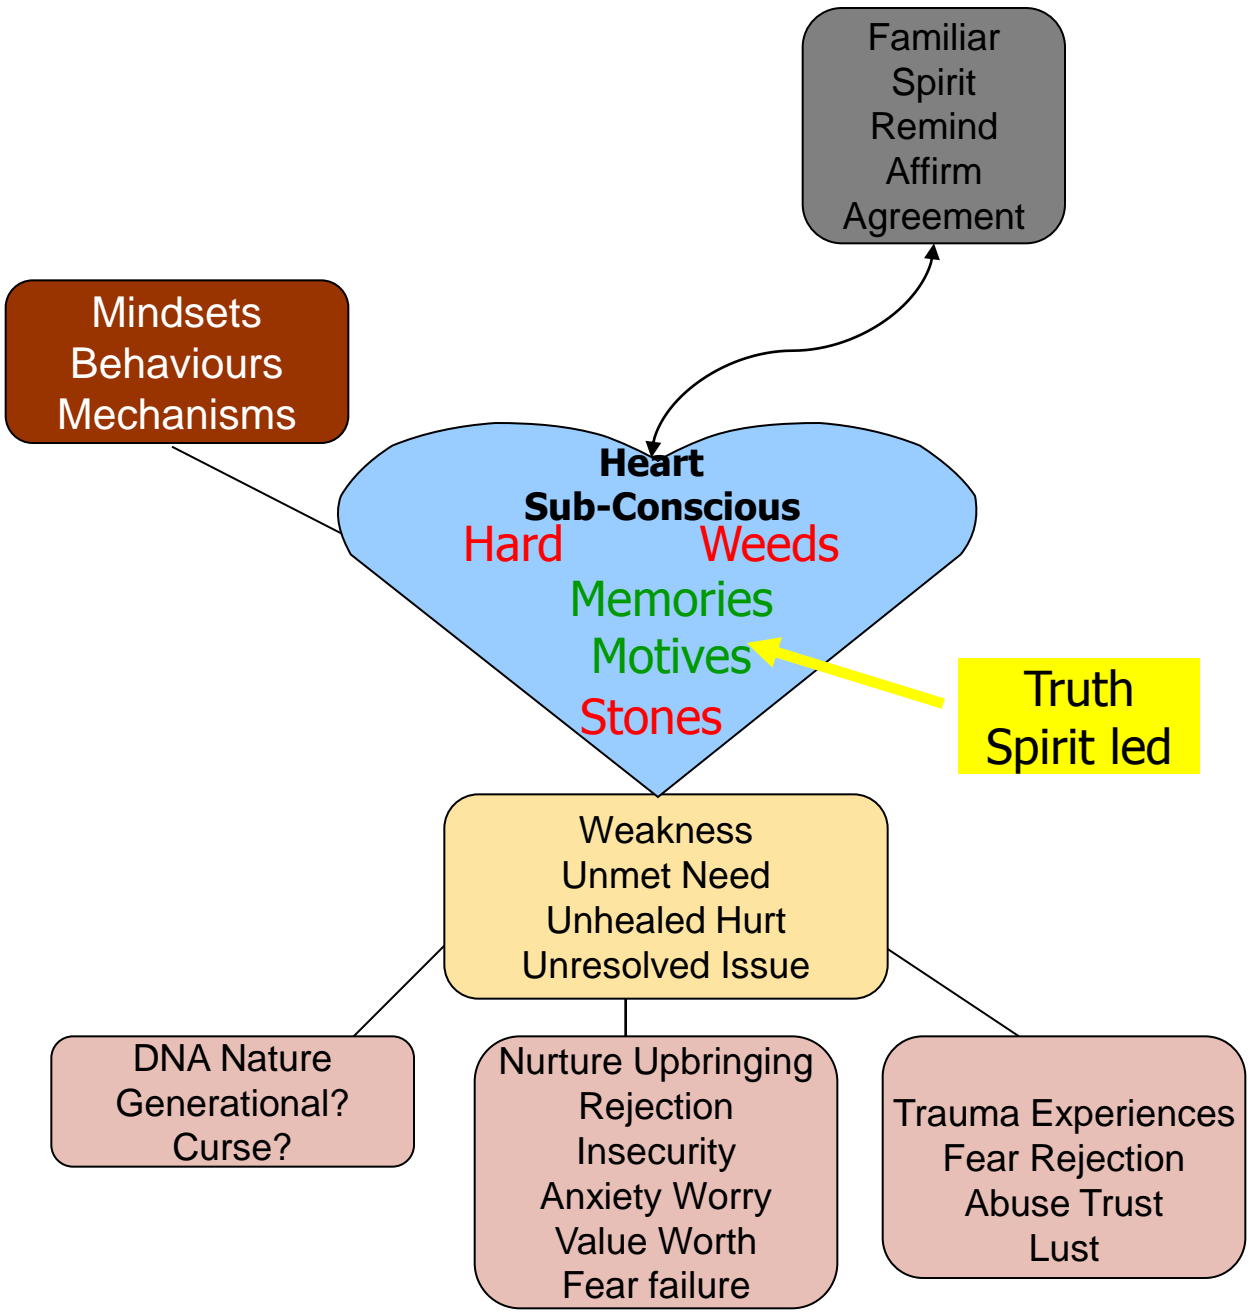 Familiar
Spirit
Remind
Affirm
Agreement
Mindsets
Behaviours
Mechanisms
Heart
Sub-Conscious
Hard Weeds
Memories
Motives
Stones
Truth
Spirit led
Weakness
Unmet Need
Unhealed Hurt
Unresolved Issue
DNA Nature
Generational?
Curse?
Nurture Upbringing
Rejection
Insecurity
Anxiety Worry
Value Worth
Fear failure
Trauma Experiences
Fear Rejection
Abuse Trust
Lust